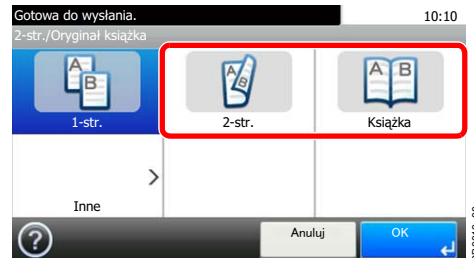 Gotowa do wysłania.
10:10
2-str./Oryginał książka
A
B
A
B
A B
1-str.
2-str.
Książka
Inne
?
Anuluj
OK